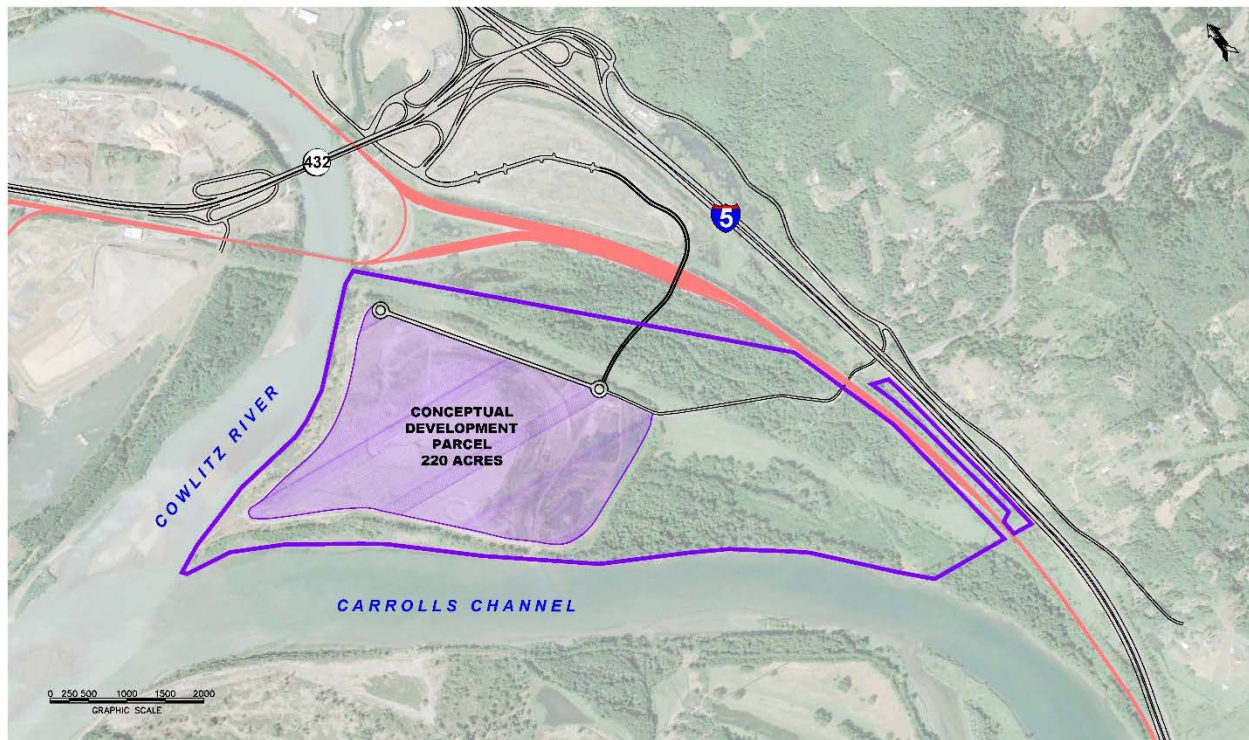 432
5
CONCEPTUAL
DEVELOPMENT
PARCEL
220 ACRES
COWLITZ RIVER
CARROLLS CHANNEL
0 250 500 1000 1500 2000
GRAPHIC SCALE